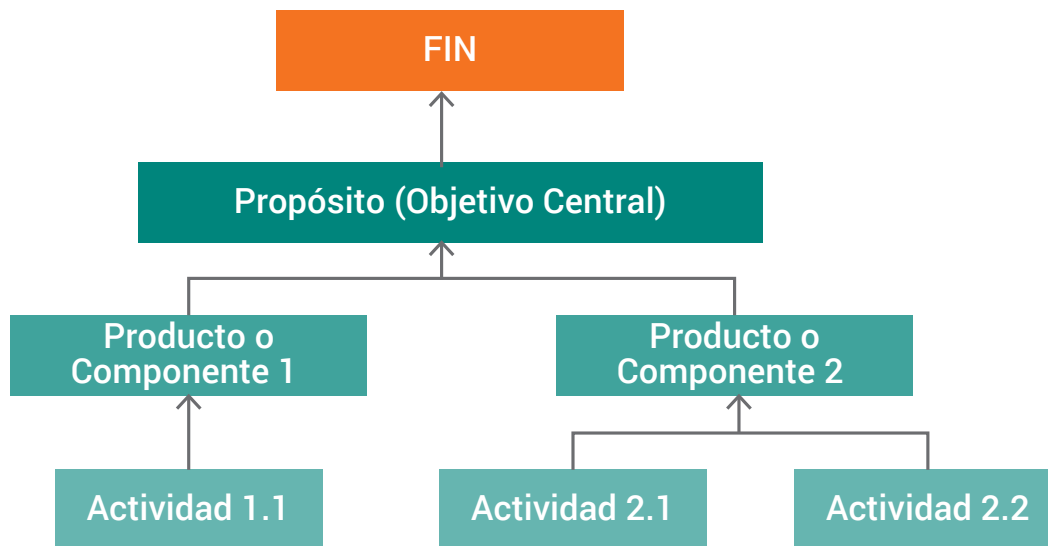 FIN
Propósito (Objetivo Central)
Producto o
Componente 1
Producto o
Componente 2
Actividad 1.1
Actividad 2.1
Actividad 2.2